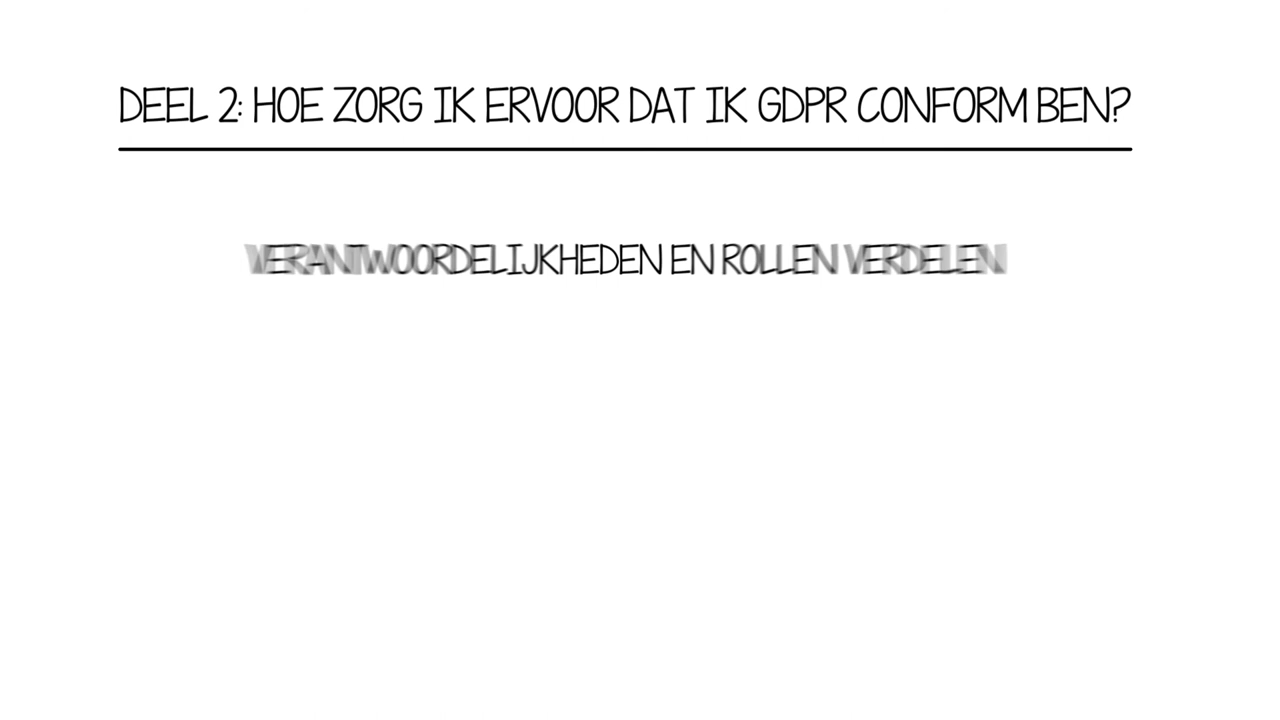 DEEL 2: HOE ZORG IK ERVOOR DAT IK GDPR CONFORM BEN?
VERANTWOORDELIJKHEDEN EN ROLLEN VERDELEN